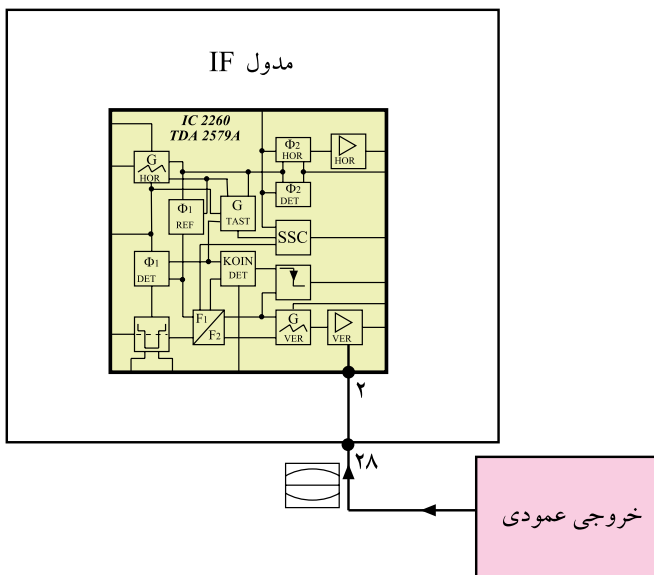 مدول IF
IC 2260
TDA 2579A
Φ2
HOR
HOR
G
HOR
Φ2
DET
Φ1
REF
G
TAST
SSC
Φ1
DET
KOIN
DET
F1
F2
G
VER
VER
۲
۲۸
خروجی عمودی